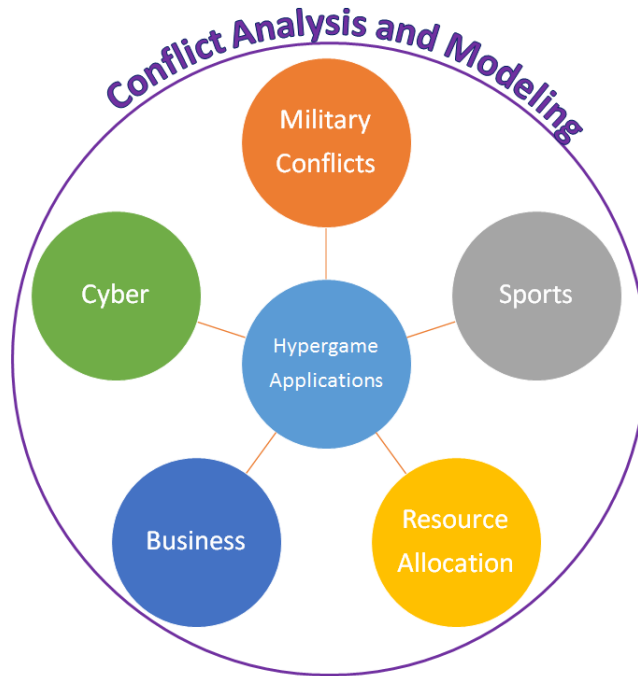 Conflict Analysis and Modeling
Military
Conflicts
Cyber
Sports
Hypergame
Applications
Business
Resource
Allocation